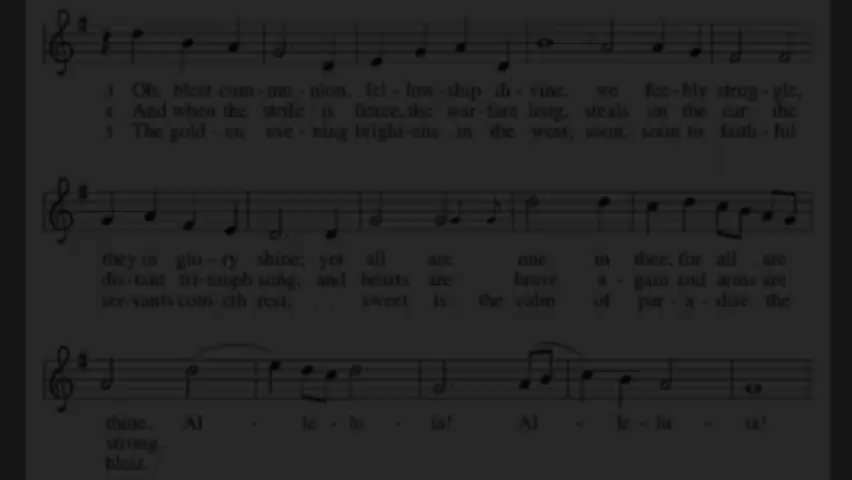 3 Oh, blest com - mu - nion, fel - low - ship di - vine, we fee - bly strug - gle,
4 And when the strife is fierce, the war - fare long, steals on the ear the
5 The gold - en eve - ning bright - ens in the west; soon, soon to faith - ful
they in glo - ry shine; yet all are one in thee, for all are
dis - tant tri - umph song, and hearts are brave a - gain and arms are
ser - vants com - eth rest; sweet is the calm of par - a - dise the
thine. Al - le - lu - ia! Al - le - lu - ia!
strong.
blest.